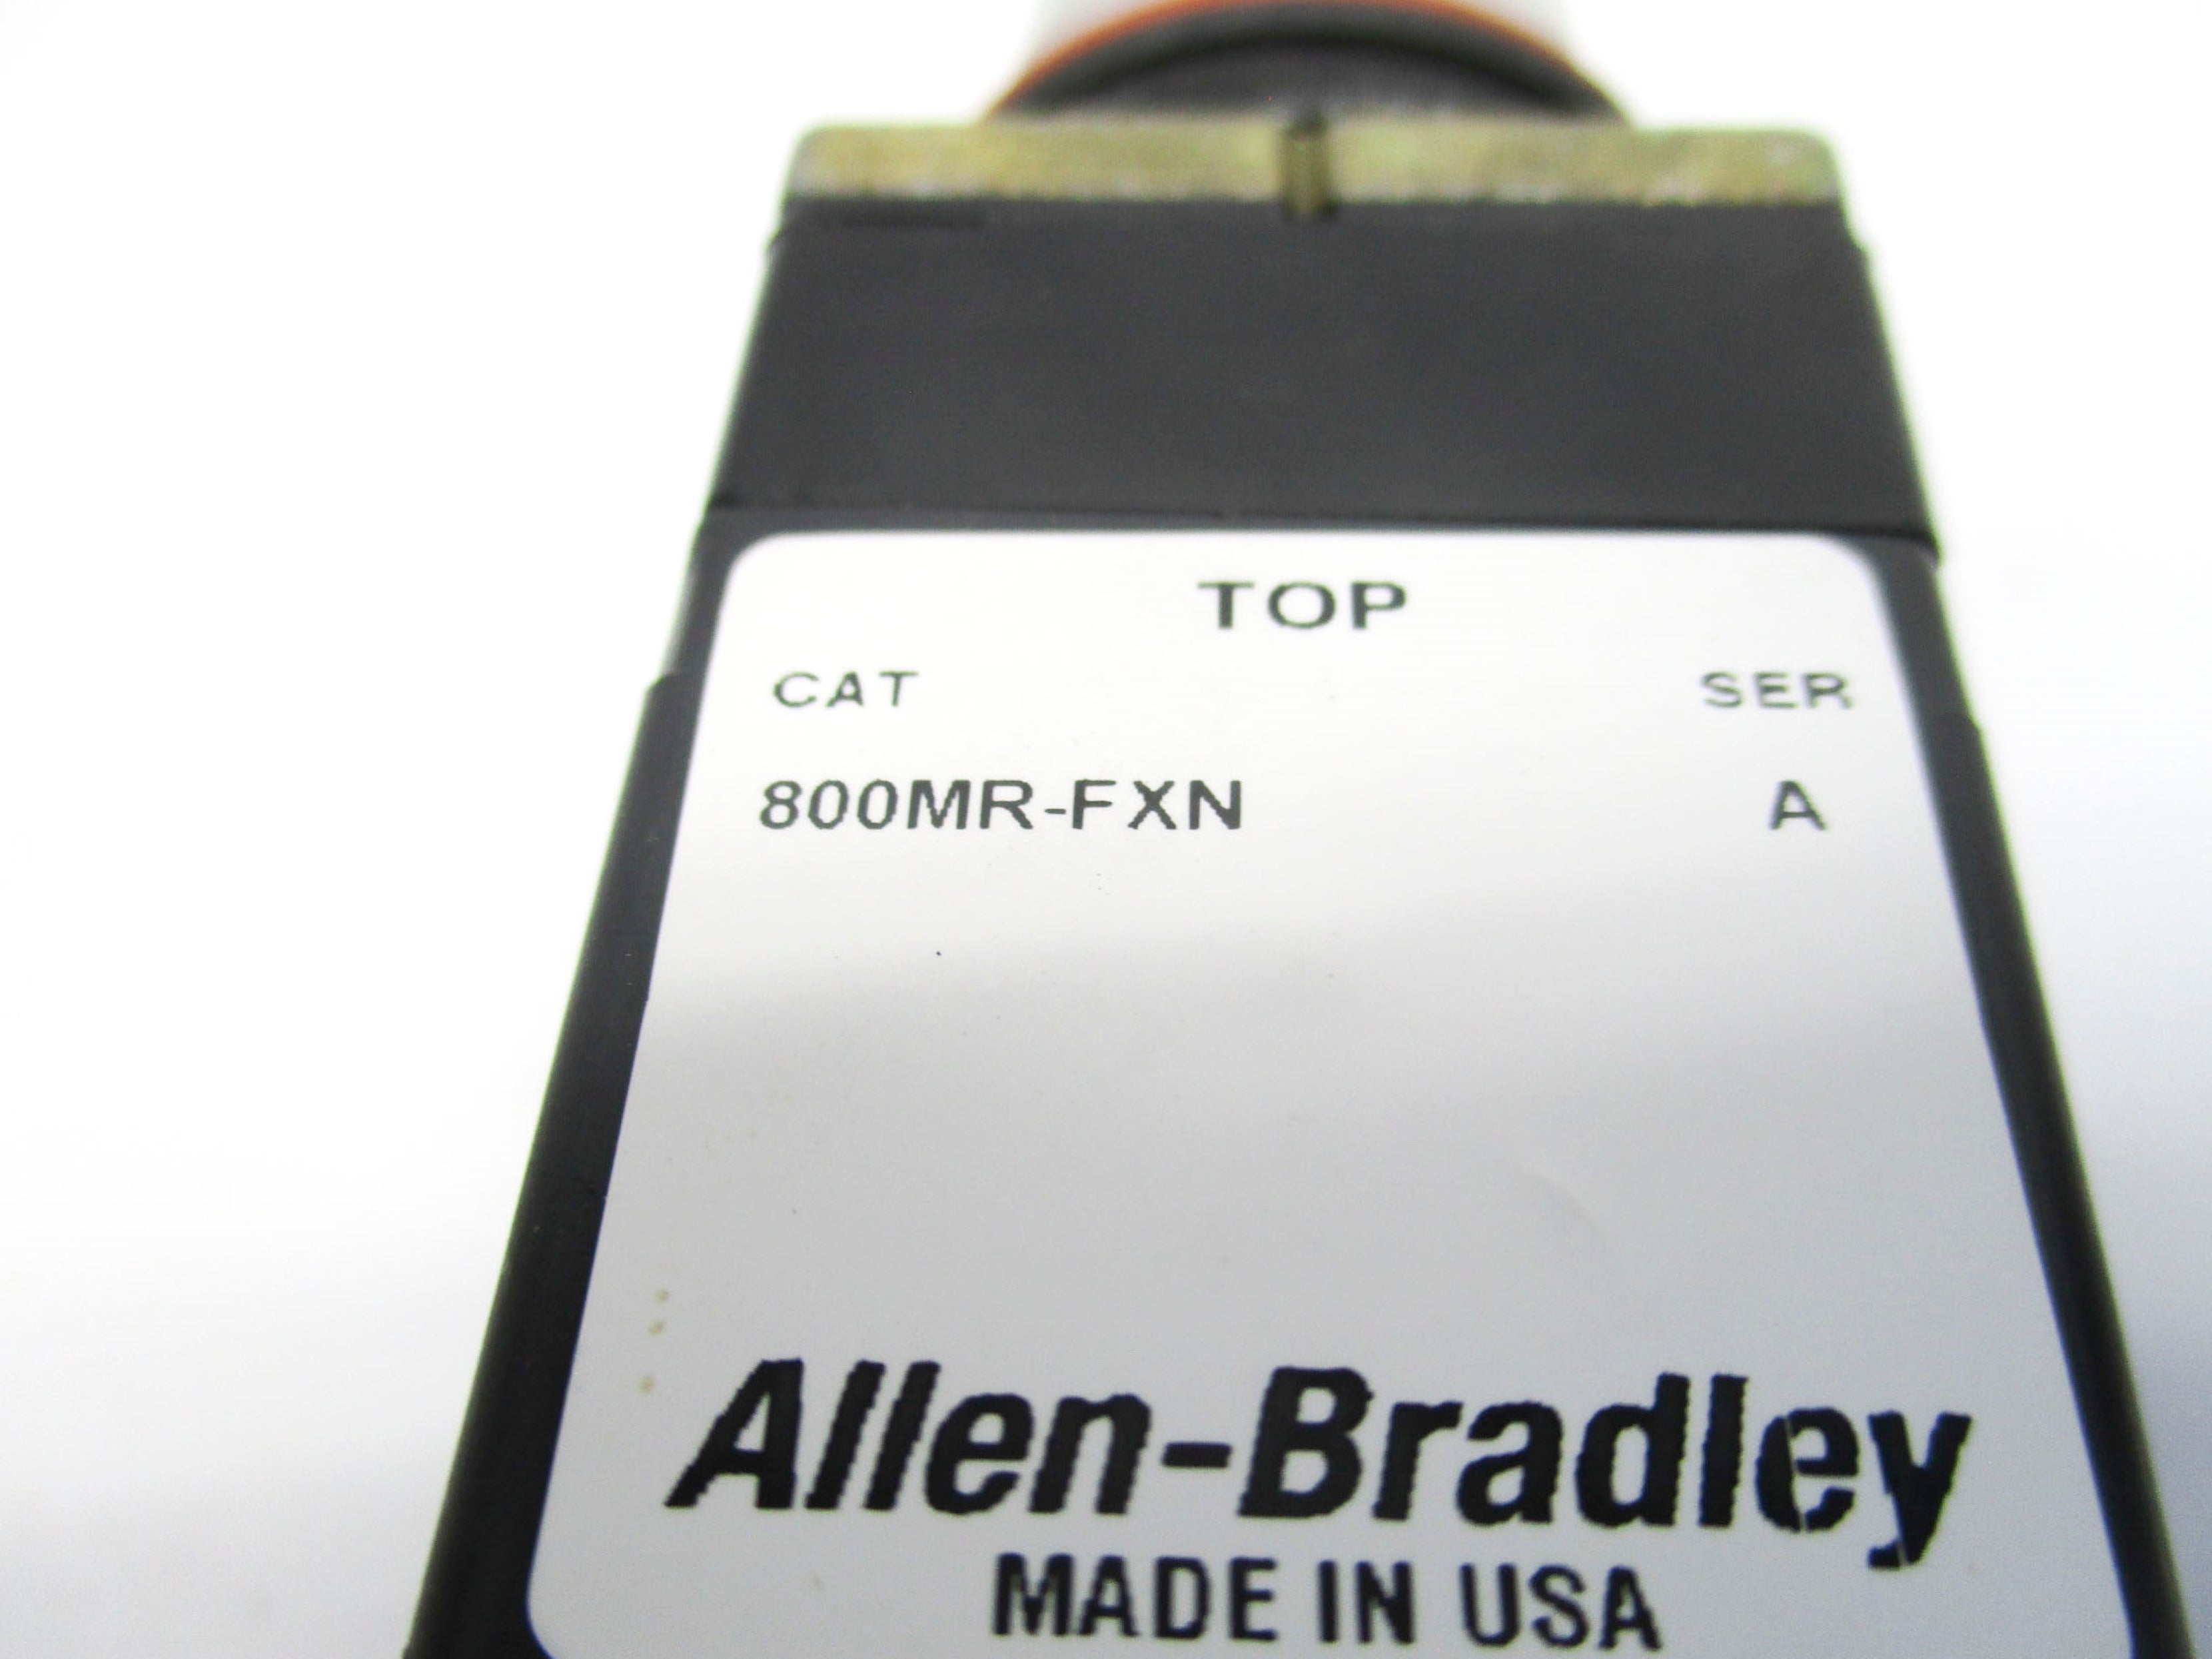 TOP
CAT SER
800MR-FXN A
Allen-Bradley
MADE IN USA